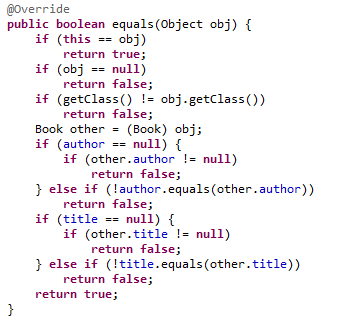 @Override
public boolean equals(Object obj) {
    if (this == obj)
        return true;
    if (obj == null)
        return false;
    if (getClass() != obj.getClass())
        return false;
    Book other = (Book) obj;
    if (author == null) {
        if (other.author != null)
            return false;
    } else if (!author.equals(other.author))
        return false;
    if (title == null) {
        if (other.title != null)
            return false;
    } else if (!title.equals(other.title))
        return false;
    return true;
}